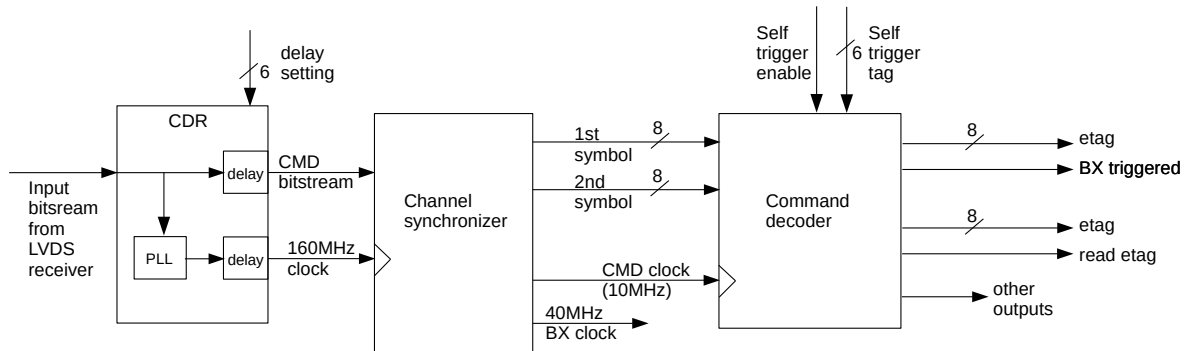 delay
setting
6
CDR
delay
CMD
bitstream
Input
bitsream
from
LVDS
receiver
PLL
delay
160MHz
clock
Channel
synchronizer
1st
symbol
8
2nd
symbol
8
CMD clock
(10MHz)
40MHz
BX clock
Self
trigger
enable
6
Self
trigger
tag
Command
decoder
8
etag
BX triggered
8
etag
read etag
other
outputs